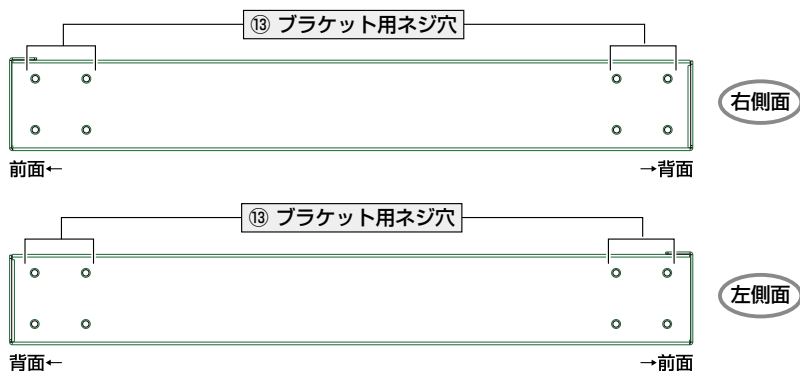 ⑬ ブラケット用ネジ穴
右側面
前面←
→背面
⑬ ブラケット用ネジ穴
左側面
背面←
→前面